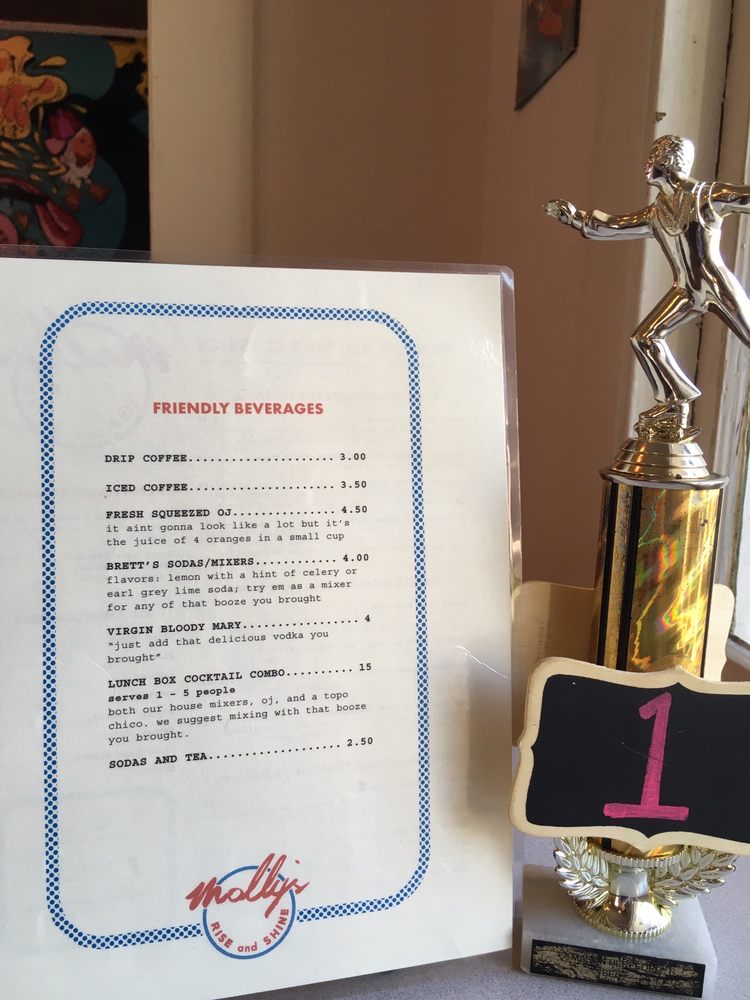 FRIENDLY BEVERAGES
DRIP COFFEE.................... 3.00
ICED COFFEE.................... 3.50
FRESH SQUEEZED OJ.............. 4.50
it aint gonna look like a lot but it's
the juice of 4 oranges in a small cup
BRETT'S SODAS/MIXERS........... 4.00
flavors: lemon with a hint of celery or
earl grey lime soda; try em as a mixer
for any of that booze you brought
VIRGIN BLOODY MARY............... 4
"just add that delicious vodka you
brought"
LUNCH BOX COCKTAIL COMBO......... 15
serves 1 - 5 people
both our house mixers, oj, and a topo
chico. we suggest mixing with that booze
you brought.
SODAS AND TEA.................. 2.50
Molly's
RISE and SHINE
1